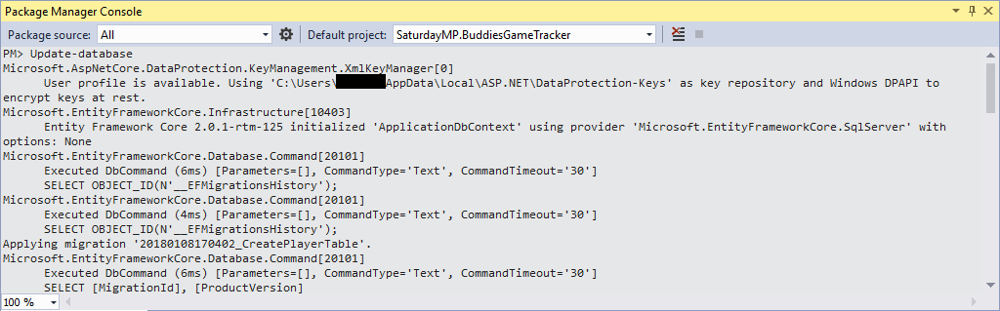 Package Manager Console
Package source: All Default project: SaturdayMP.BuddiesGameTracker
PM> Update-database
Microsoft.AspNetCore.DataProtection.KeyManagement.XmlKeyManager[0]
User profile is available. Using 'C:\Users\ AppData\Local\ASP.NET\DataProtection-Keys' as key repository and Windows DPAPI to
encrypt keys at rest.
Microsoft.EntityFrameworkCore.Infrastructure[10403]
Entity Framework Core 2.0.1-rtm-125 initialized 'ApplicationDbContext' using provider 'Microsoft.EntityFrameworkCore.SqlServer' with
options: None
Microsoft.EntityFrameworkCore.Database.Command[20101]
Executed DbCommand (6ms) [Parameters=[], CommandType='Text', CommandTimeout='30']
SELECT OBJECT_ID(N'__EFMigrationsHistory');
Microsoft.EntityFrameworkCore.Database.Command[20101]
Executed DbCommand (4ms) [Parameters=[], CommandType='Text', CommandTimeout='30']
SELECT OBJECT_ID(N'__EFMigrationsHistory');
Applying migration '20180108170402_CreatePlayerTable'.
Microsoft.EntityFrameworkCore.Database.Command[20101]
Executed DbCommand (6ms) [Parameters=[], CommandType='Text', CommandTimeout='30']
SELECT [MigrationId], [ProductVersion]
100 %